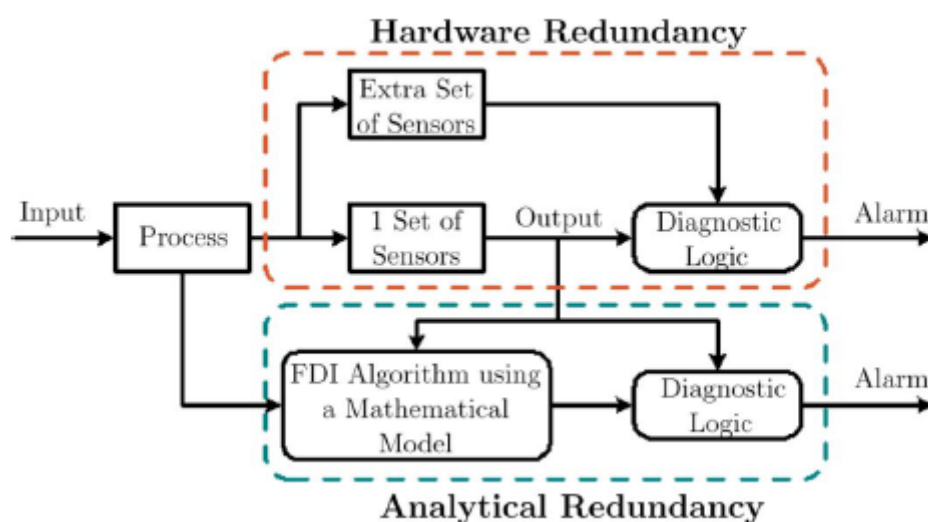 Hardware Redundancy
Extra Set
of Sensors
Input
Process
1 Set of
Sensors
Output
Diagnostic
Logic
Alarm
FDI Algorithm using
a Mathematical
Model
Diagnostic
Logic
Alarm
Analytical Redundancy